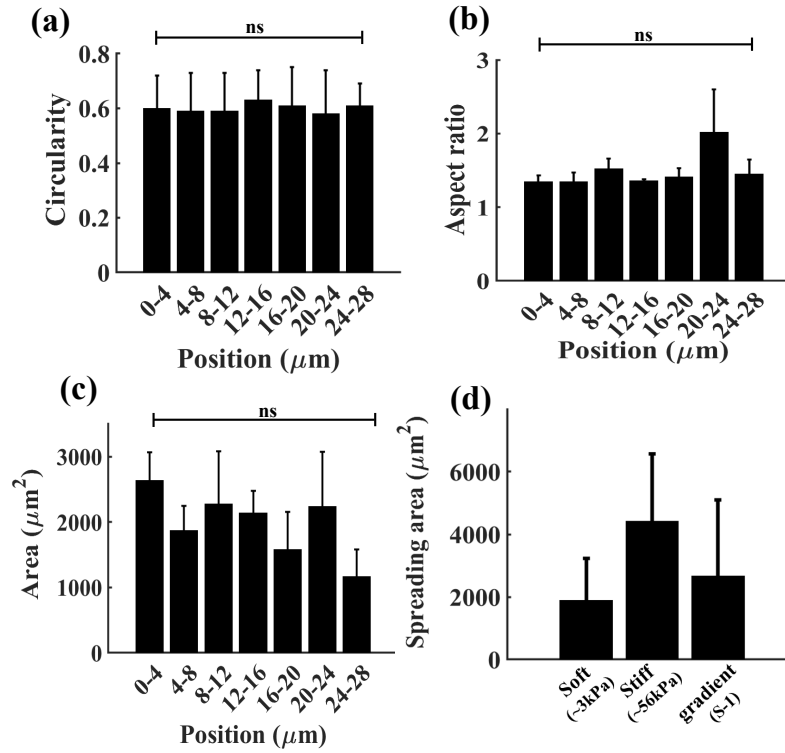 (a)
ns
0.8
0.6
0.4
0.2
0
Circularity
0-4
4-8
8-12
12-16
16-20
20-24
24-28
Position (μm)
(b)
ns
3
2
1
0
Aspect ratio
0-4
4-8
8-12
12-16
16-20
20-24
24-28
Position (μm)
(c)
ns
3000
2000
1000
0
Area (μm²)
0-4
4-8
8-12
12-16
16-20
20-24
24-28
Position (μm)
(d)
6000
4000
2000
0
Spreading area (μm²)
Soft
(~3kPa)
Stiff
(~56kPa)
gradient
(S-1)